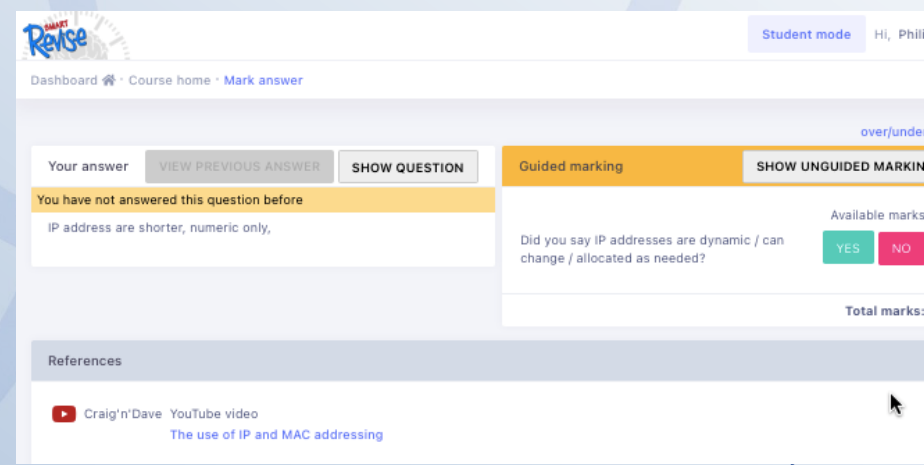 SMART
Revise
Student mode Hi, Phili
Dashboard · Course home · Mark answer
over/under
Your answer VIEW PREVIOUS ANSWER SHOW QUESTION
Guided marking SHOW UNGUIDED MARKIN
You have not answered this question before
IP address are shorter, numeric only,
Available marks
Did you say IP addresses are dynamic / can
change / allocated as needed?
YES NO
Total marks:
References
Craig'n'Dave YouTube video
The use of IP and MAC addressing